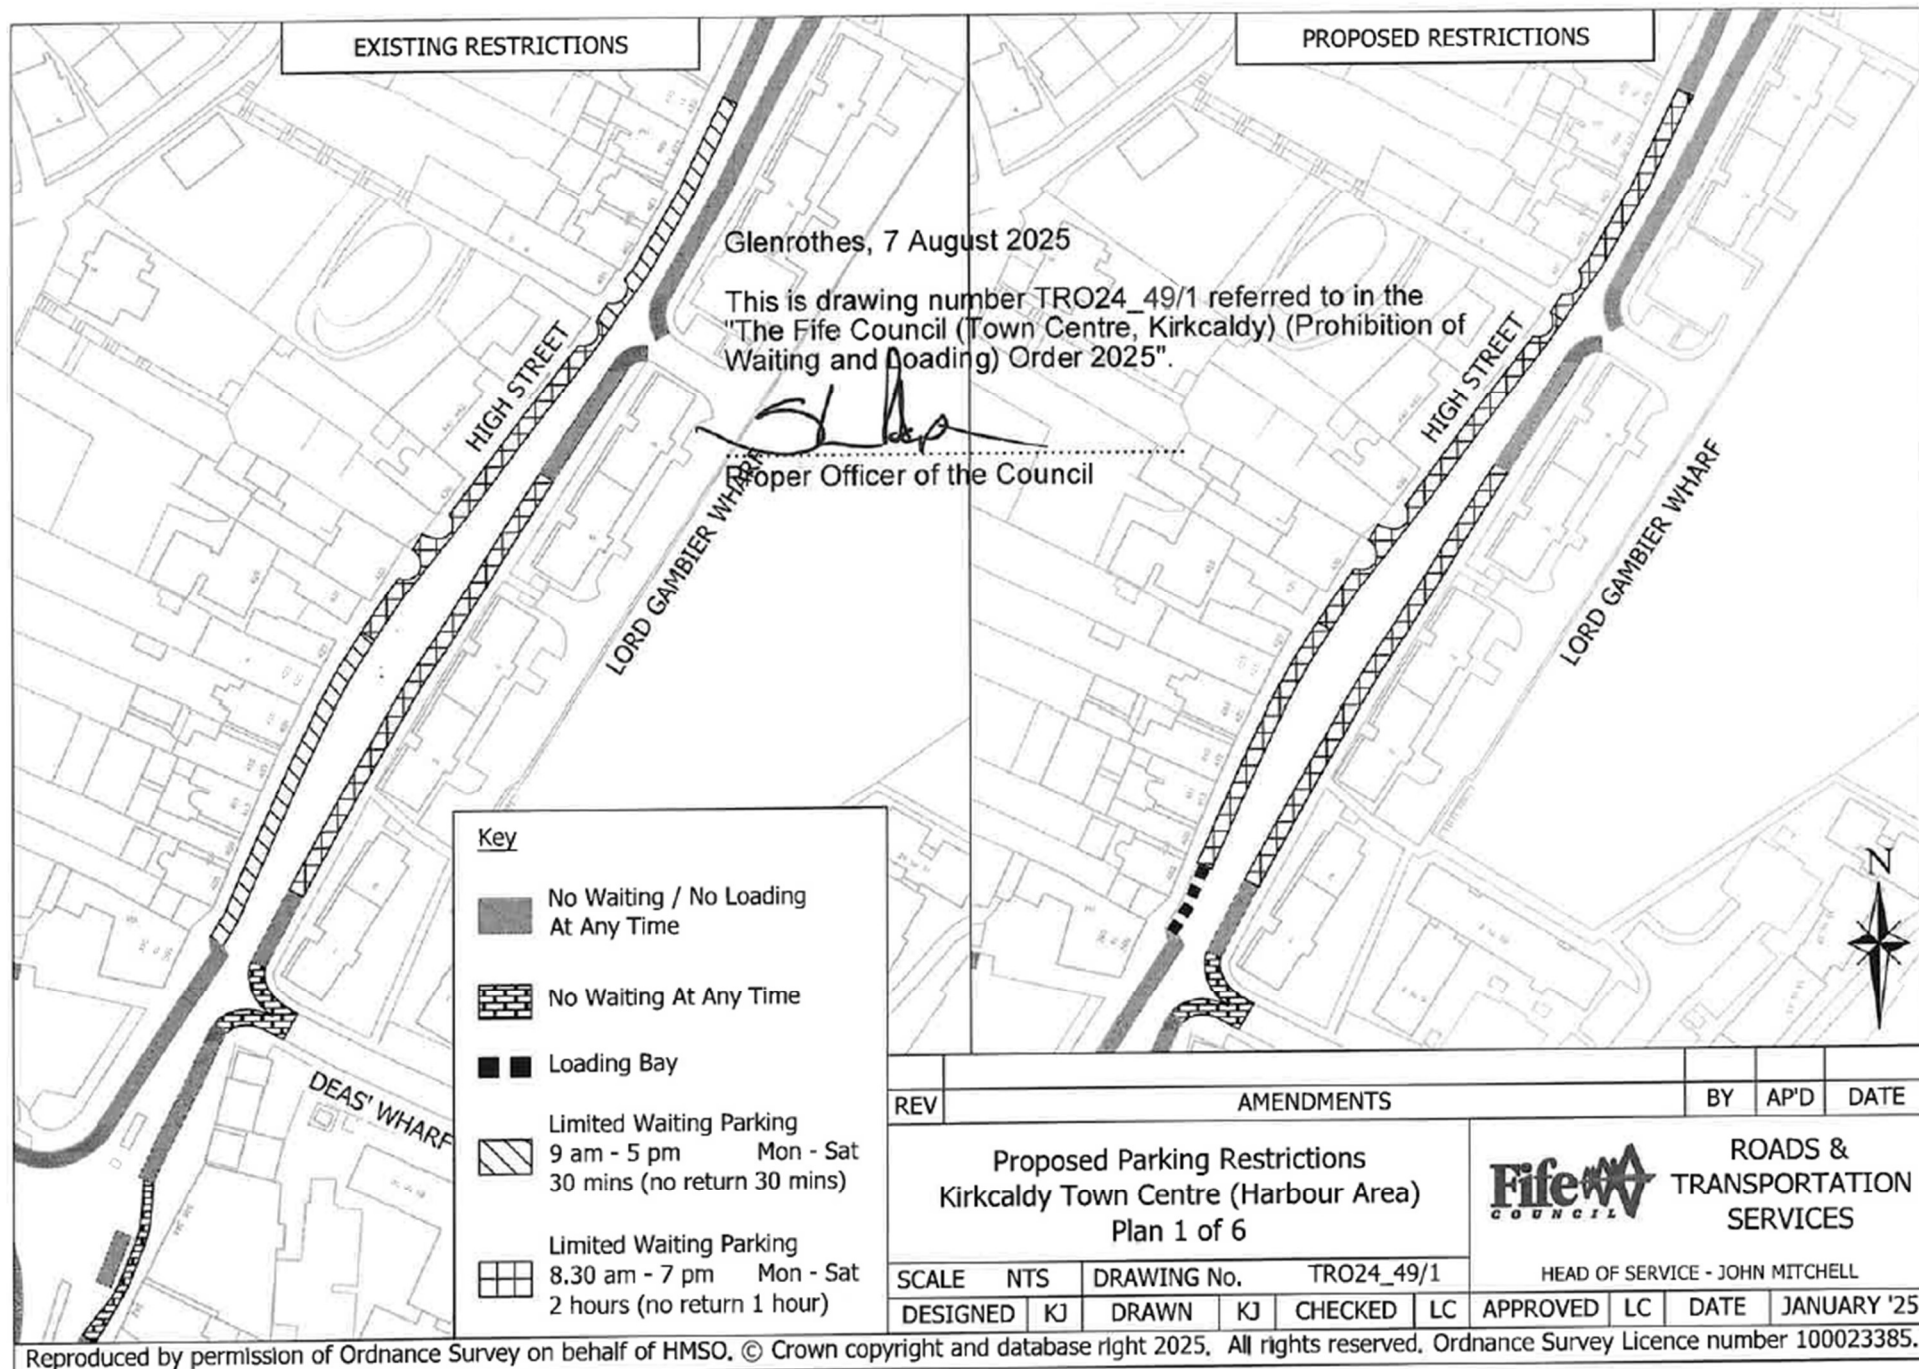 EXISTING RESTRICTIONS
PROPOSED RESTRICTIONS
Glenrothes, 7 August 2025
This is drawing number TRO24_49/1 referred to in the
"The Fife Council (Town Centre, Kirkcaldy) (Prohibition of
Waiting and Loading) Order 2025".
Proper Officer of the Council
HIGH STREET
LORD GAMBIER WHARF
DEAS' WHARF
HIGH STREET
LORD GAMBIER WHARF
N
Key
No Waiting / No Loading
At Any Time
No Waiting At Any Time
Loading Bay
Limited Waiting Parking
9 am - 5 pm Mon - Sat
30 mins (no return 30 mins)
Limited Waiting Parking
8.30 am - 7 pm Mon - Sat
2 hours (no return 1 hour)
REV AMENDMENTS BY AP'D DATE
Proposed Parking Restrictions
Kirkcaldy Town Centre (Harbour Area)
Plan 1 of 6
Fife
COUNCIL
ROADS &
TRANSPORTATION
SERVICES
HEAD OF SERVICE - JOHN MITCHELL
SCALE NTS DRAWING No. TRO24_49/1
DESIGNED KJ DRAWN KJ CHECKED LC APPROVED LC DATE JANUARY '25
Reproduced by permission of Ordnance Survey on behalf of HMSO. © Crown copyright and database right 2025. All rights reserved. Ordnance Survey Licence number 100023385.